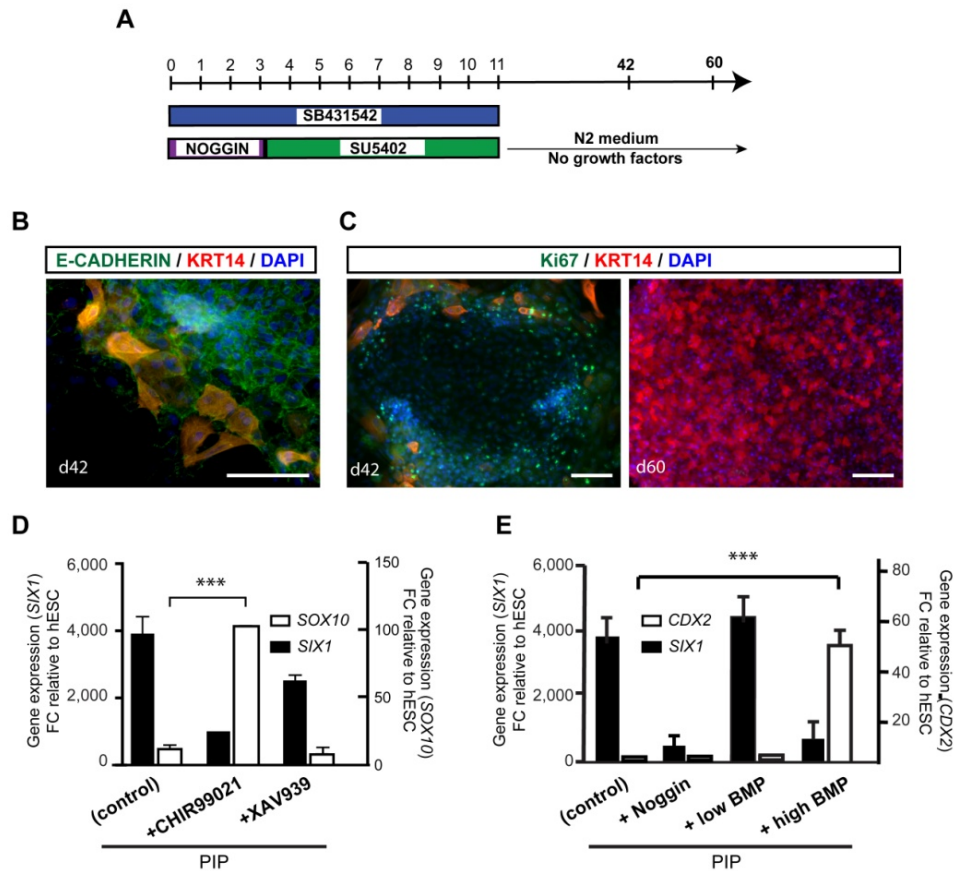 A
0 1 2 3 4 5 6 7 8 9 10 11 42 60
SB431542
NOGGIN SU5402
N2 medium
No growth factors
B
E-CADHERIN / KRT14 / DAPI
d42
C
Ki67 / KRT14 / DAPI
d42
d60
D
Gene expression (SIX1)
FC relative to hESC
6,000
4,000
2,000
0
***
SOX10
SIX1
150
100
50
0
Gene expression (SOX10)
FC relative to hESC
(control)
+CHIR99021
+XAV939
PIP
E
Gene expression (SIX1)
FC relative to hESC
6,000
4,000
2,000
0
***
CDX2
SIX1
80
60
40
20
Gene expression (CDX2)
FC relative to hESC
(control)
+ Noggin
+ low BMP
+ high BMP
PIP